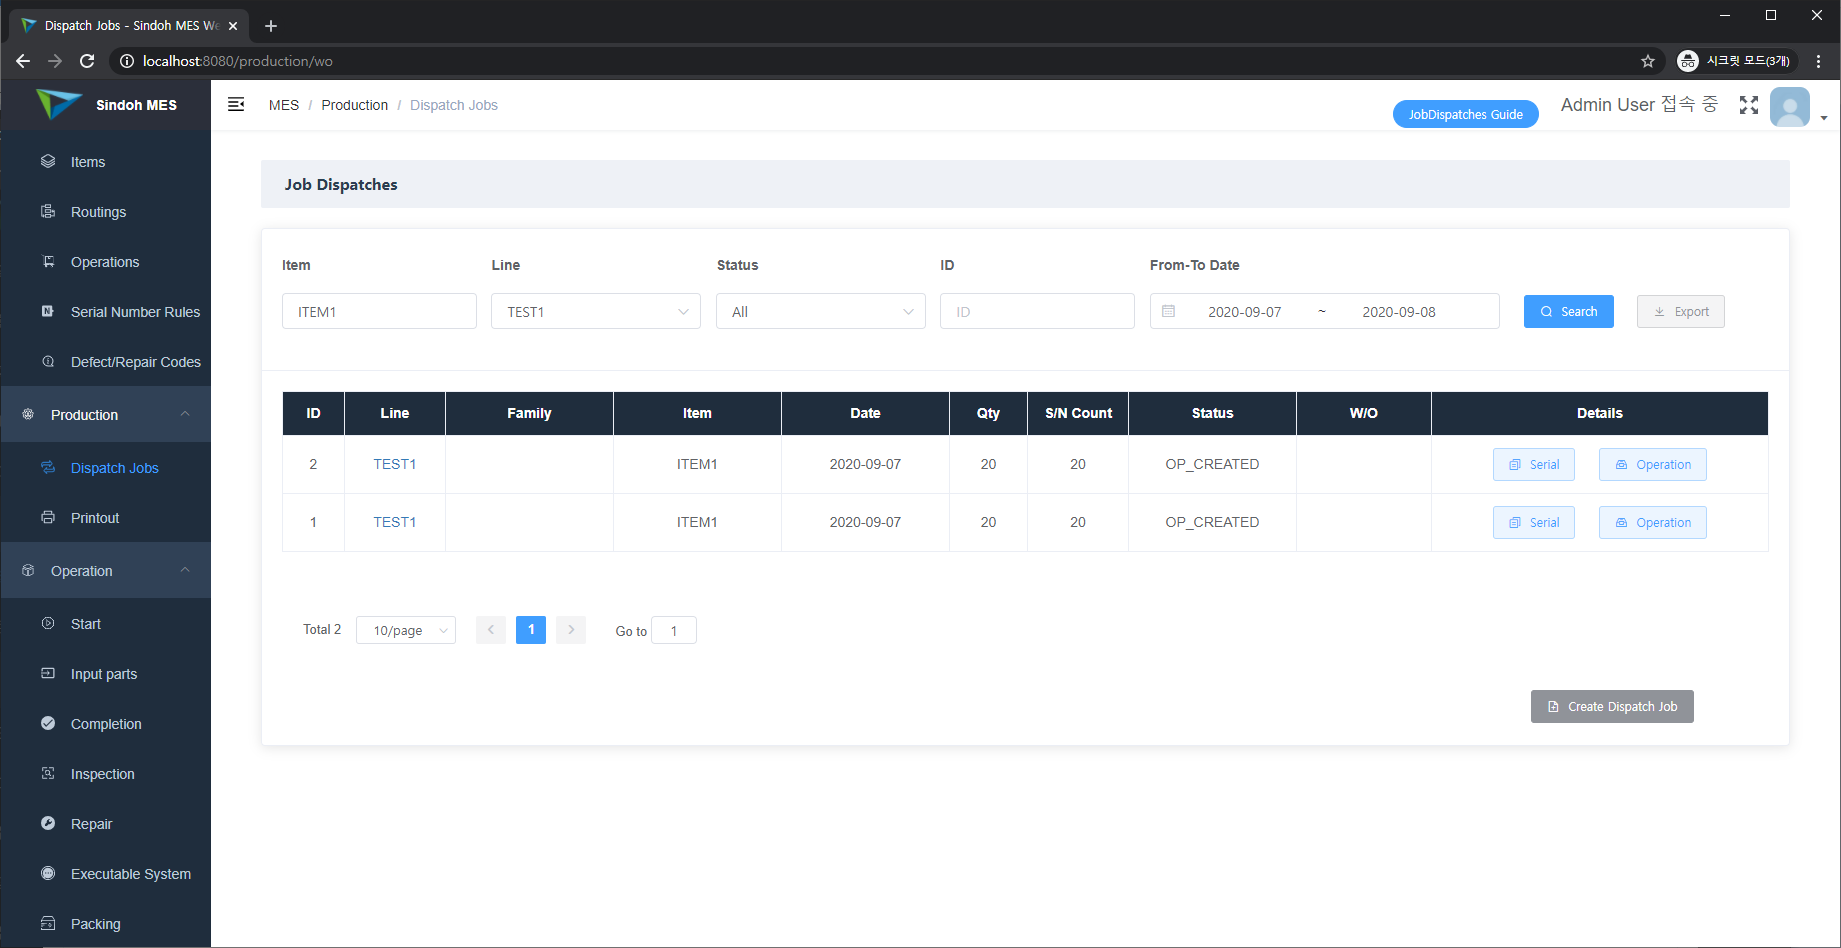 Dispatch Jobs - Sindoh MES We
localhost:8080/production/wo
시크릿 모드(3개)
Sindoh MES
MES / Production / Dispatch Jobs
JobDispatches Guide
Admin User 접속 중
Items
Routings
Operations
Serial Number Rules
Defect/Repair Codes
Production
Dispatch Jobs
Printout
Operation
Start
Input parts
Completion
Inspection
Repair
Executable System
Packing
Job Dispatches
Item Line Status ID From-To Date
ITEM1 TEST1 All ID 2020-09-07 ~ 2020-09-08 Search Export
ID Line Family Item Date Qty S/N Count Status W/O Details
2 TEST1 ITEM1 2020-09-07 20 20 OP_CREATED Serial Operation
1 TEST1 ITEM1 2020-09-07 20 20 OP_CREATED Serial Operation
Total 2 10/page 1 Go to 1
Create Dispatch Job